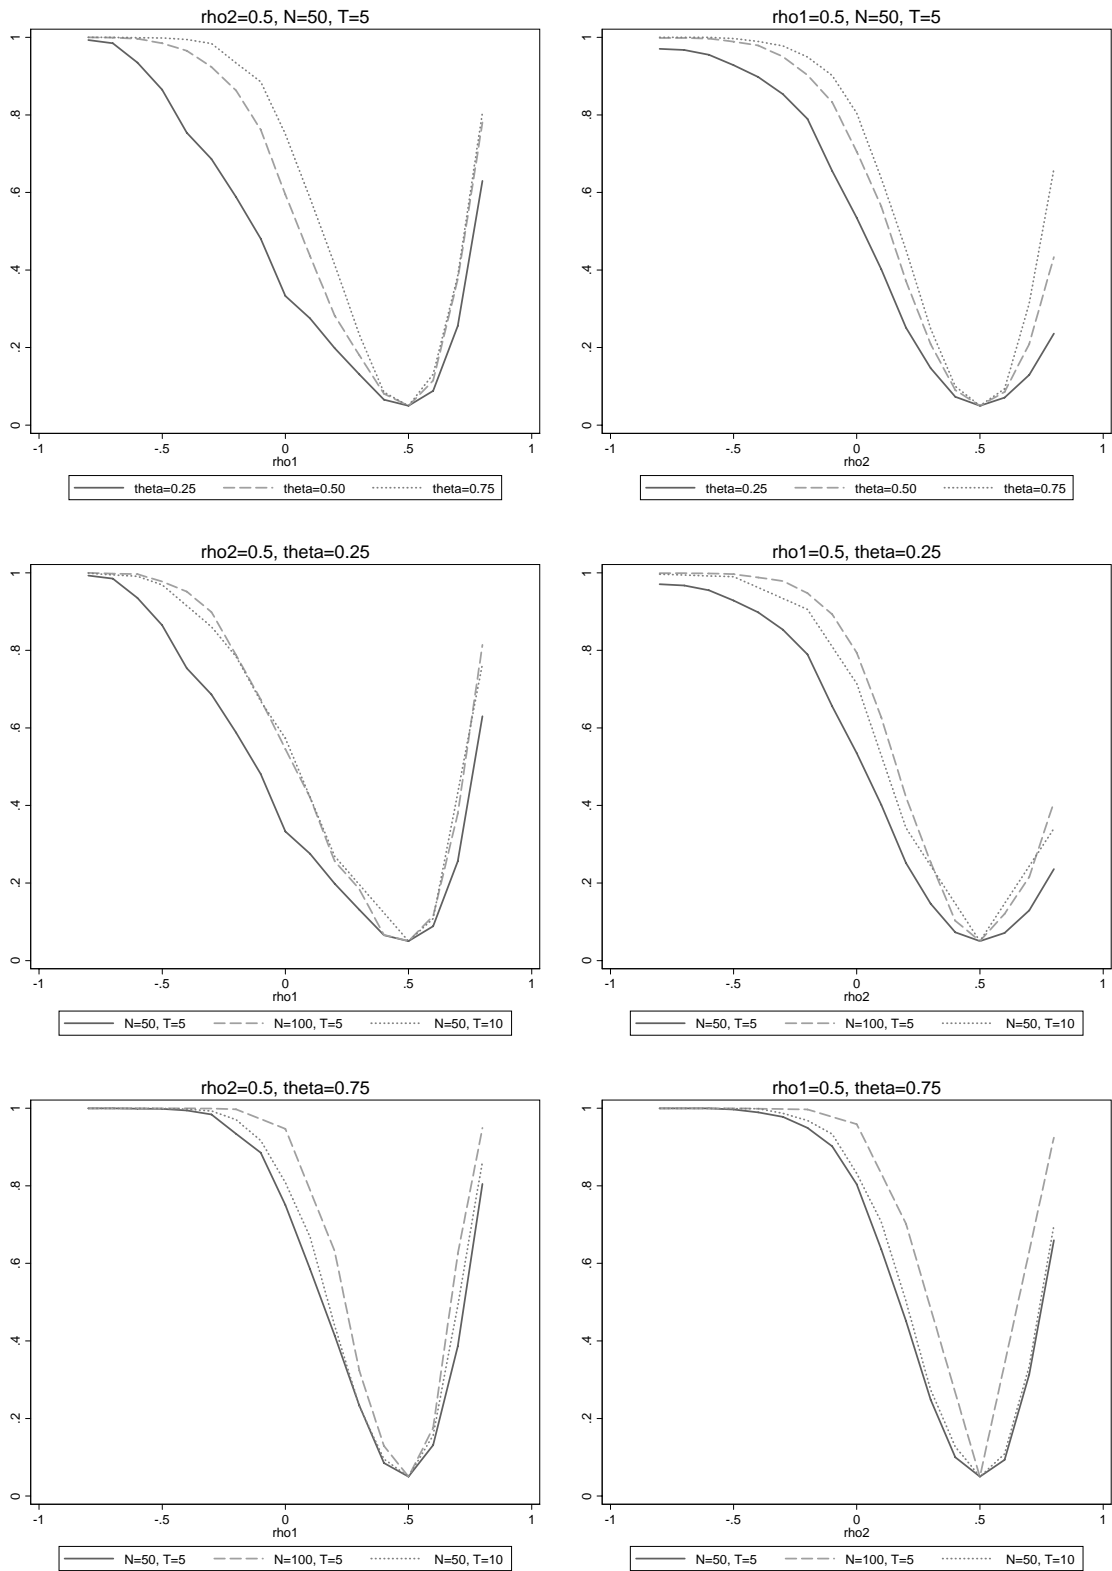 rho2=0.5, N=50, T=5
1
.8
.6
.4
.2
0
-1 -.5 0 .5 1
rho1
theta=0.25 theta=0.50 theta=0.75
rho1=0.5, N=50, T=5
1
.8
.6
.4
.2
0
-1 -.5 0 .5 1
rho2
theta=0.25 theta=0.50 theta=0.75
rho2=0.5, theta=0.25
1
.8
.6
.4
.2
0
-1 -.5 0 .5 1
rho1
N=50, T=5 N=100, T=5 N=50, T=10
rho1=0.5, theta=0.25
1
.8
.6
.4
.2
0
-1 -.5 0 .5 1
rho2
N=50, T=5 N=100, T=5 N=50, T=10
rho2=0.5, theta=0.75
1
.8
.6
.4
.2
0
-1 -.5 0 .5 1
rho1
N=50, T=5 N=100, T=5 N=50, T=10
rho1=0.5, theta=0.75
1
.8
.6
.4
.2
0
-1 -.5 0 .5 1
rho2
N=50, T=5 N=100, T=5 N=50, T=10